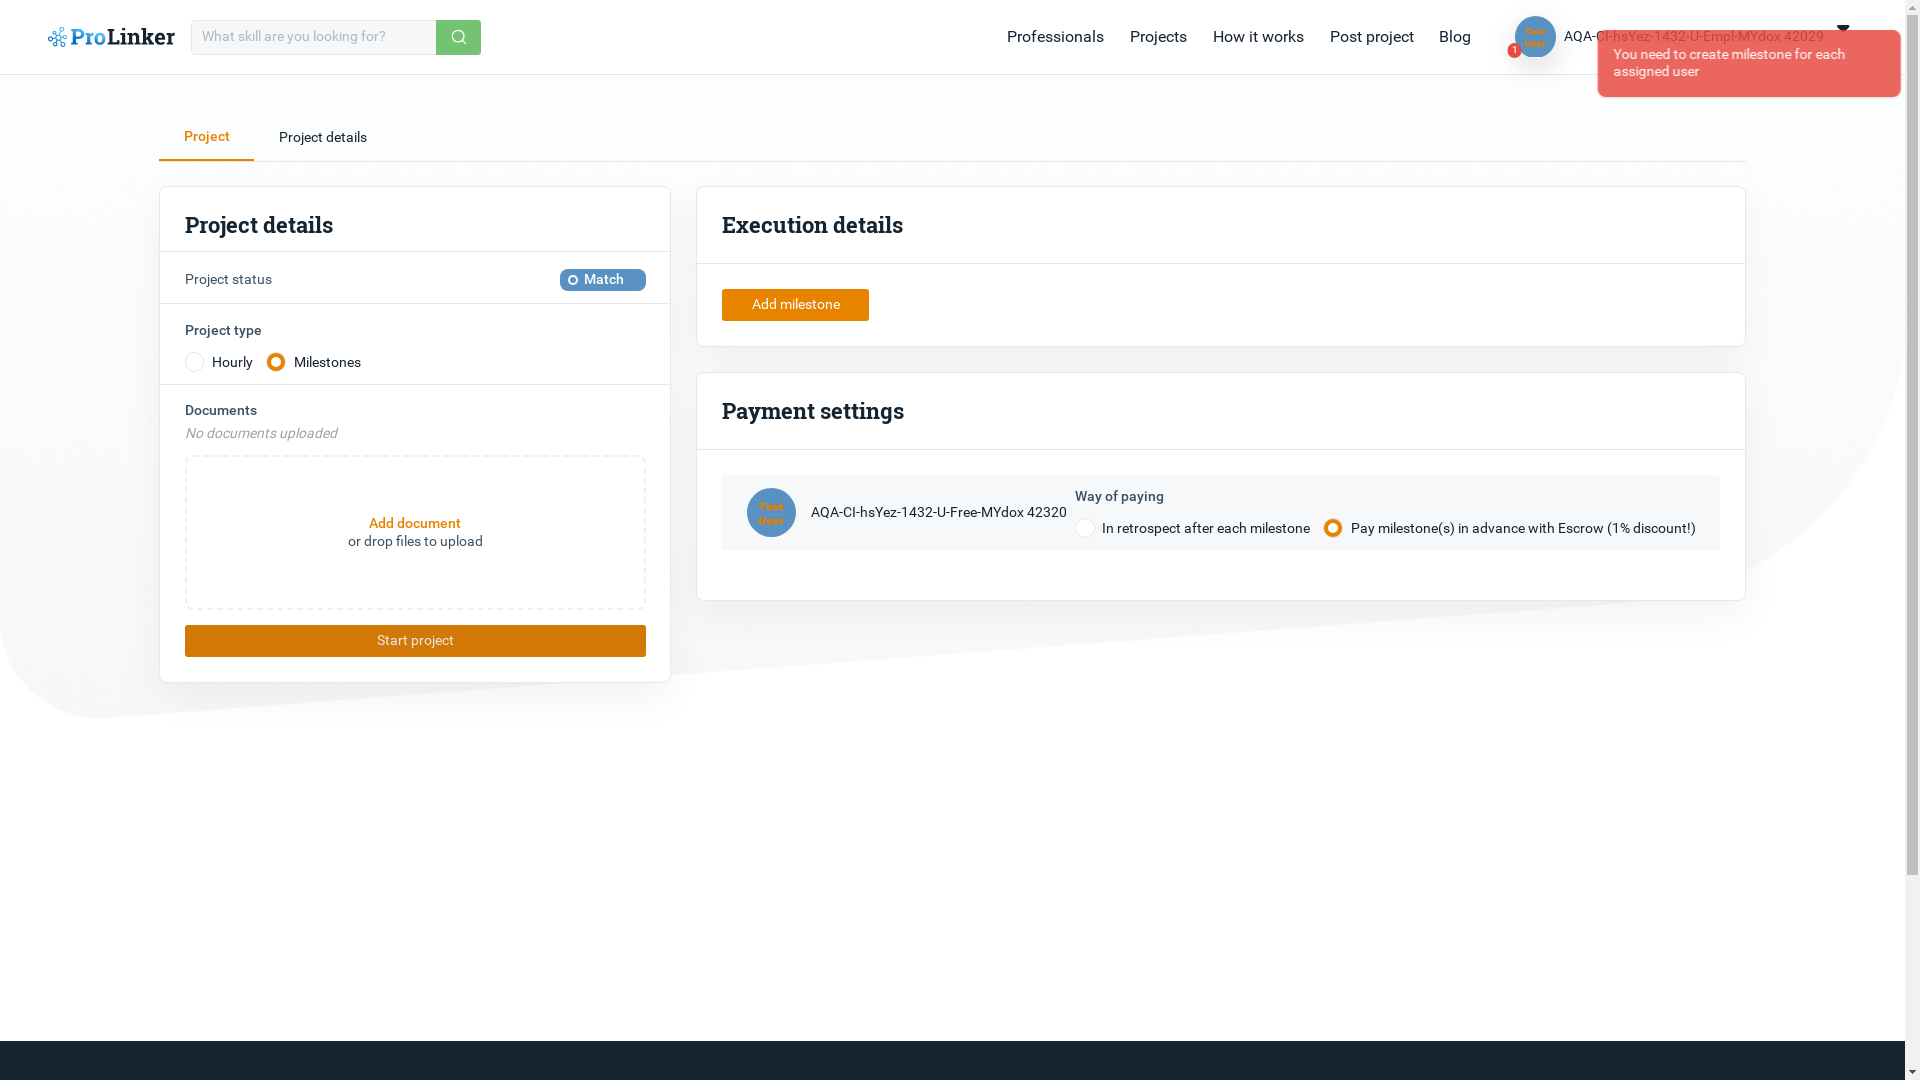 ProLinker
What skill are you looking for?
Professionals
Projects
How it works
Post project
Blog
Test
User
1
AQA-CI-hsYez-1432-U-Empl-MYdox 42029
You need to create milestone for each
assigned user
Project
Project details
Project details
Project status
Match
Project type
Hourly
Milestones
Documents
No documents uploaded
Add document
or drop files to upload
Start project
Execution details
Add milestone
Payment settings
Test
User
AQA-CI-hsYez-1432-U-Free-MYdox 42320
Way of paying
In retrospect after each milestone
Pay milestone(s) in advance with Escrow (1% discount!)